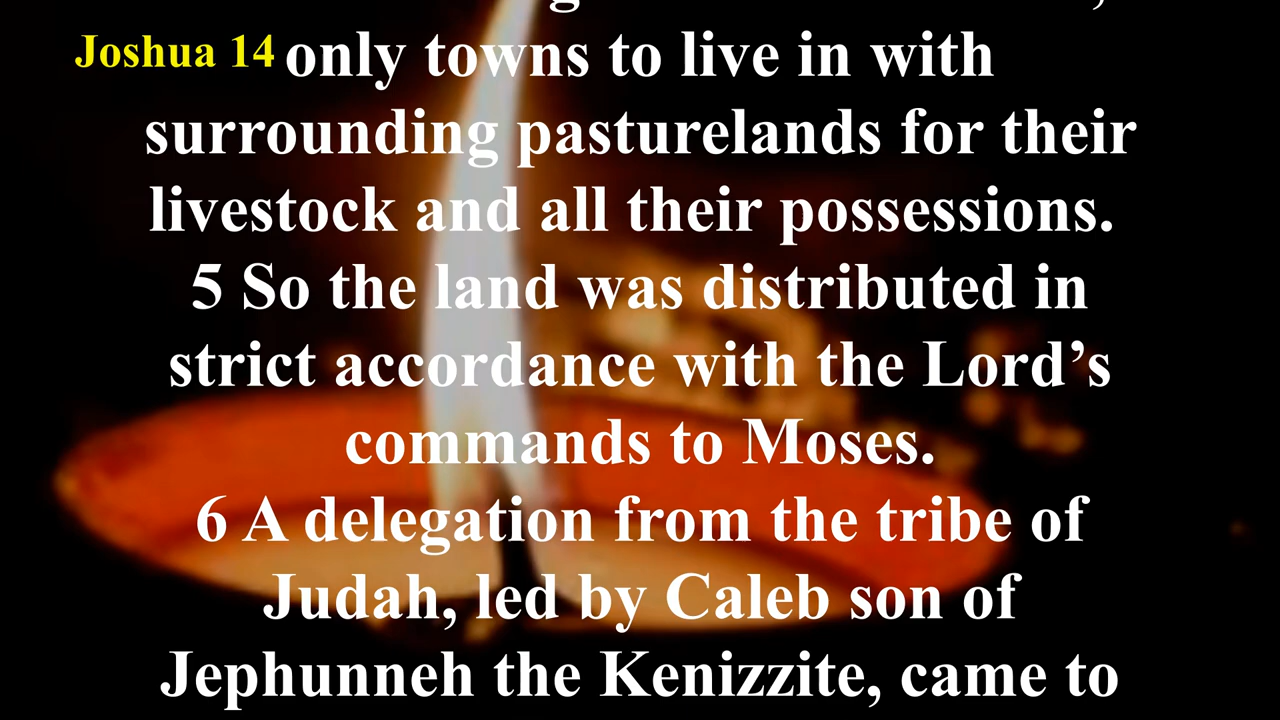 Joshua 14 only towns to live in with
surrounding pasturelands for their
livestock and all their possessions.
5 So the land was distributed in
strict accordance with the Lord’s
commands to Moses.
6 A delegation from the tribe of
Judah, led by Caleb son of
Jephunneh the Kenizzite, came to